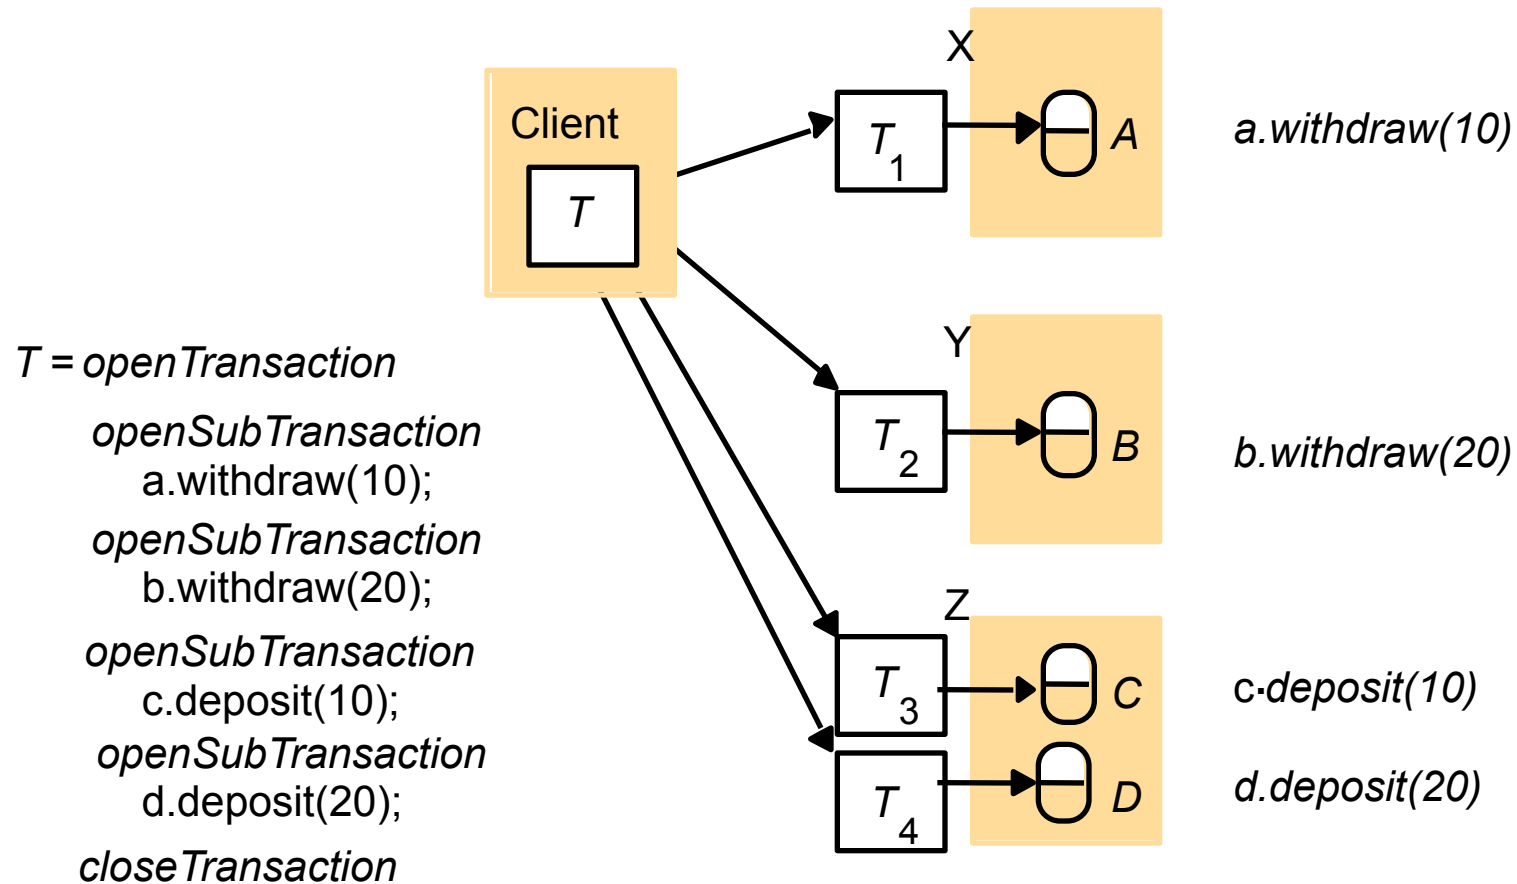 Client
T
T = openTransaction
openSubTransaction
a.withdraw(10);
openSubTransaction
b.withdraw(20);
openSubTransaction
c.deposit(10);
openSubTransaction
d.deposit(20);
closeTransaction
X
T1
A
a.withdraw(10)
Y
T2
B
b.withdraw(20)
Z
T3
C
c.deposit(10)
T4
D
d.deposit(20)